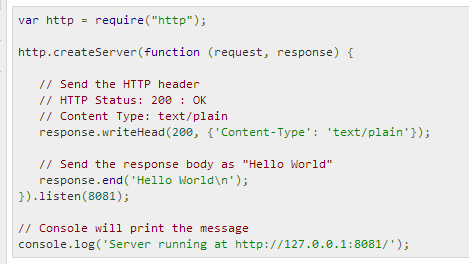 var http = require("http");
http.createServer(function (request, response) {
// Send the HTTP header
// HTTP Status: 200 : OK
// Content Type: text/plain
response.writeHead(200, {'Content-Type': 'text/plain'});
// Send the response body as "Hello World"
response.end('Hello World\n');
}).listen(8081);
// Console will print the message
console.log('Server running at http://127.0.0.1:8081/');